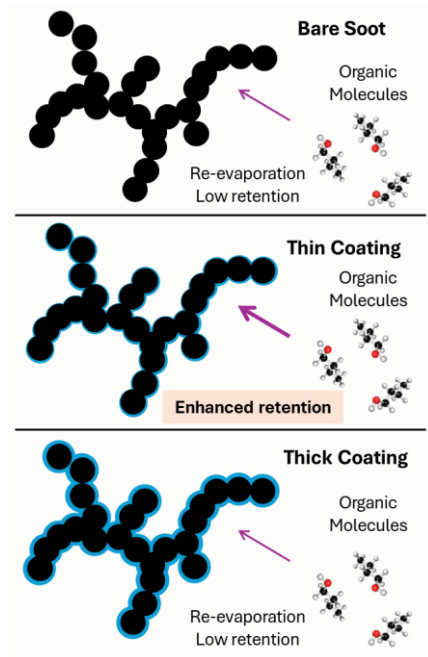 Bare Soot
Organic
Molecules
Re-evaporation
Low retention
Thin Coating
Organic
Molecules
Enhanced retention
Thick Coating
Organic
Molecules
Re-evaporation
Low retention